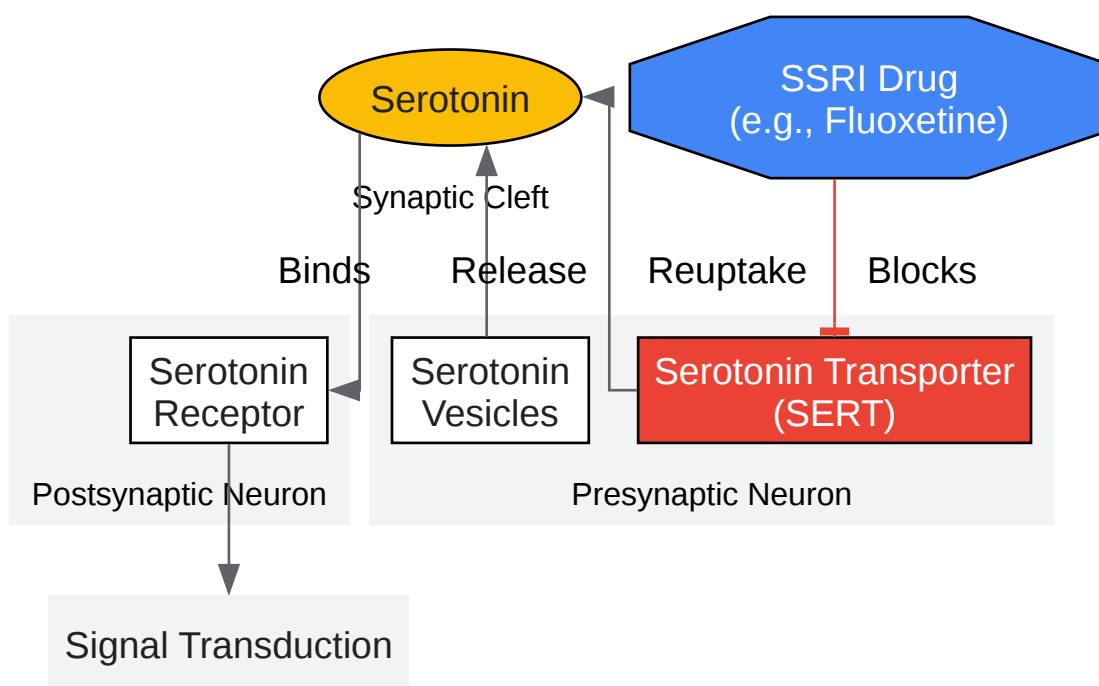 SSRI Drug
(e.g., Fluoxetine)
Serotonin
Synaptic Cleft
Binds
Release
Reuptake
Blocks
Serotonin
Receptor
Serotonin
Vesicles
Serotonin Transporter
(SERT)
Postsynaptic Neuron
Presynaptic Neuron
Signal Transduction